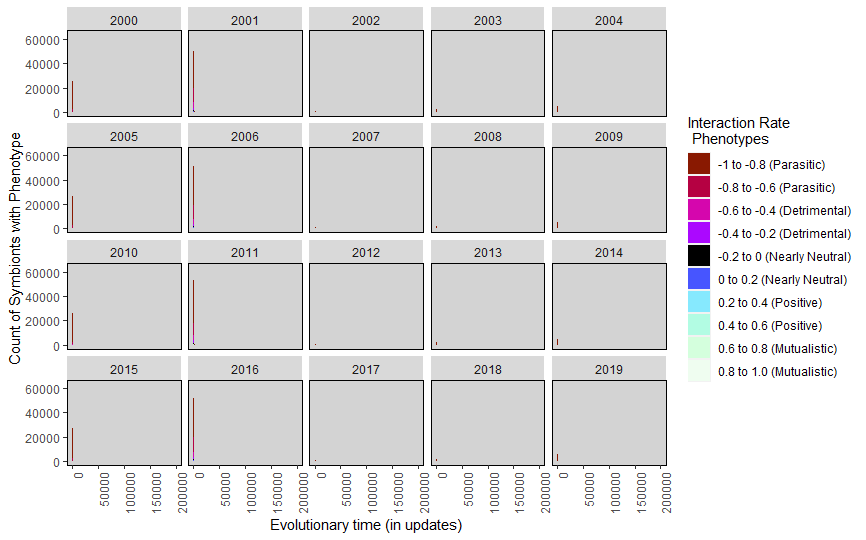 2000 2001 2002 2003 2004
60000
40000
20000
0
2005 2006 2007 2008 2009
60000
40000
20000
0
2010 2011 2012 2013 2014
60000
40000
20000
0
2015 2016 2017 2018 2019
60000
40000
20000
0
0 50000 100000 150000 200000 0 50000 100000 150000 200000 0 50000 100000 150000 200000 0 50000 100000 150000 200000 0 50000 100000 150000 200000
Evolutionary time (in updates)
Count of Symbionts with Phenotype
Interaction Rate
Phenotypes
-1 to -0.8 (Parasitic)
-0.8 to -0.6 (Parasitic)
-0.6 to -0.4 (Detrimental)
-0.4 to -0.2 (Detrimental)
-0.2 to 0 (Nearly Neutral)
0 to 0.2 (Nearly Neutral)
0.2 to 0.4 (Positive)
0.4 to 0.6 (Positive)
0.6 to 0.8 (Mutualistic)
0.8 to 1.0 (Mutualistic)